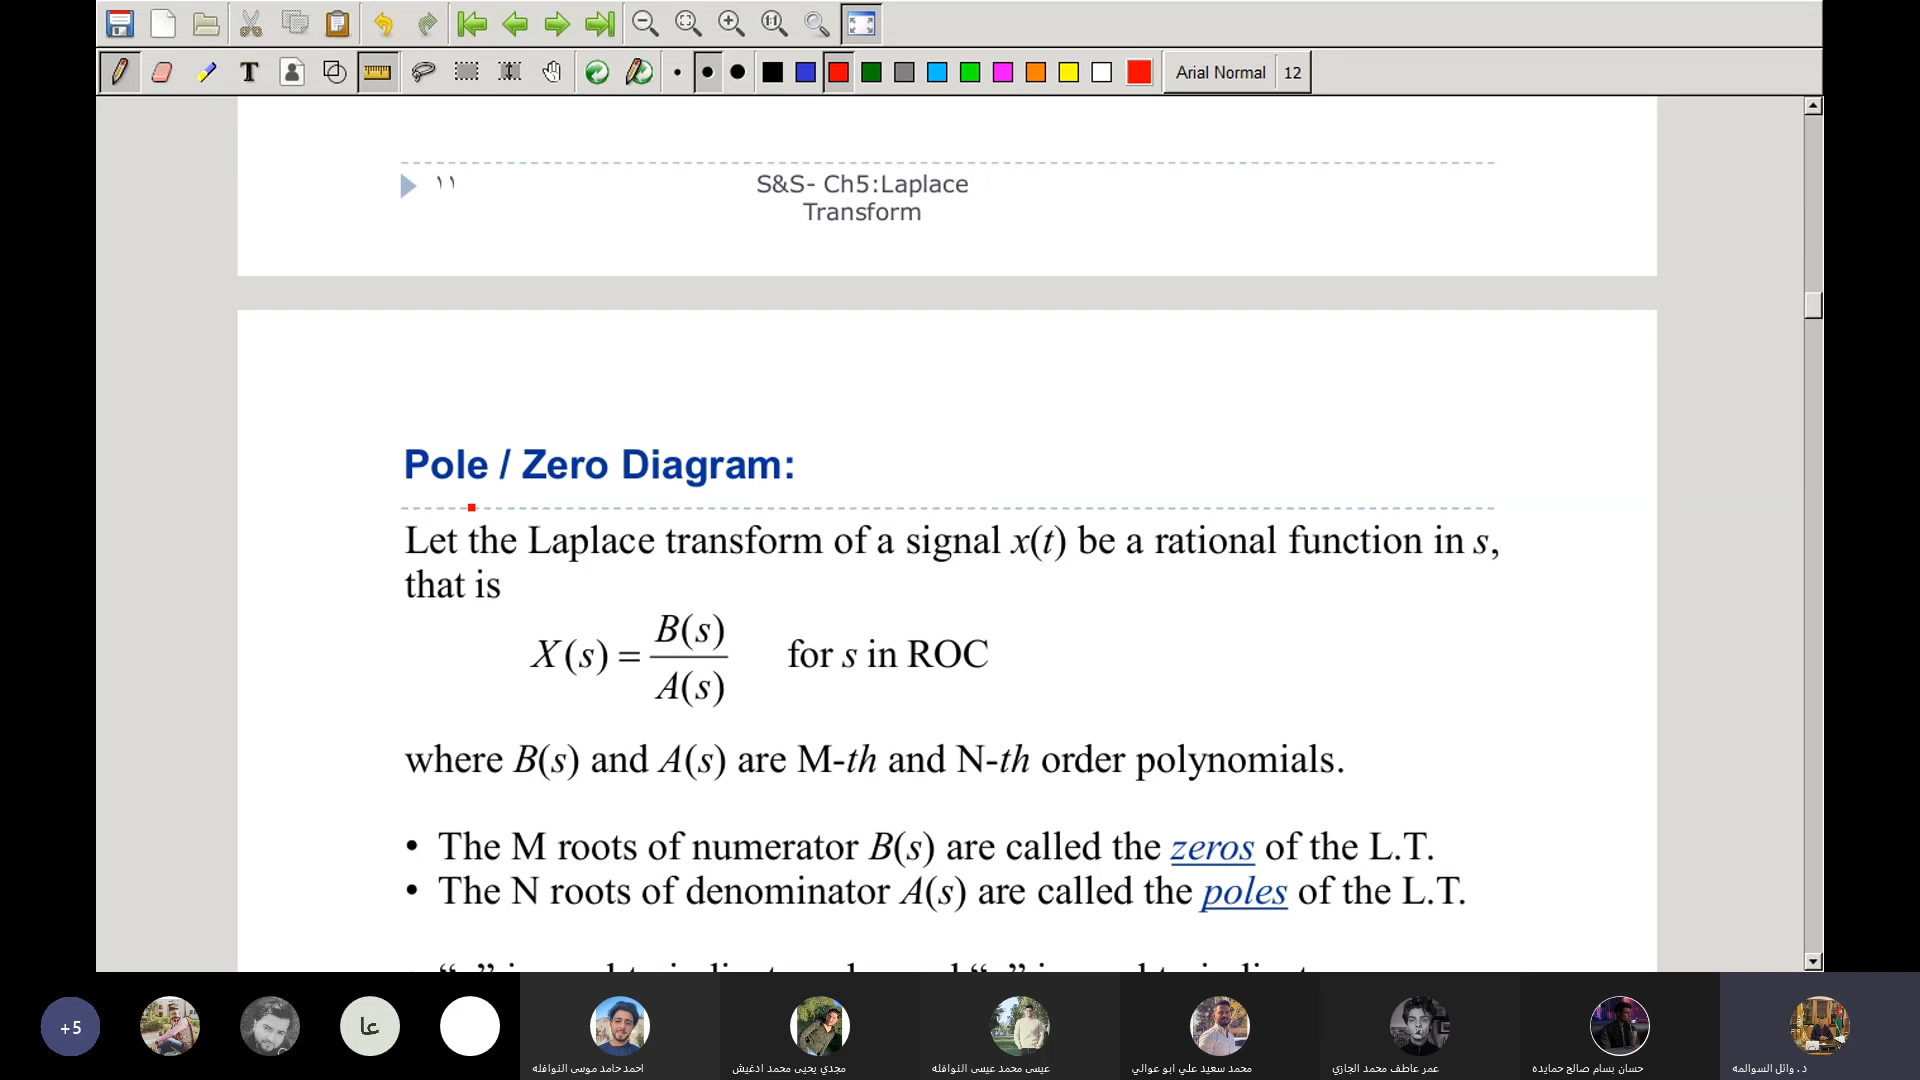 T
1:1
Arial Normal 12
١١
S&S- Ch5:Laplace
Transform
Pole / Zero Diagram:
Let the Laplace transform of a signal x(t) be a rational function in s,
that is
X(s) = B(s) / A(s) for s in ROC
where B(s) and A(s) are M-th and N-th order polynomials.
• The M roots of numerator B(s) are called the zeros of the L.T.
• The N roots of denominator A(s) are called the poles of the L.T.
+5
عا
احمد حامد موسى النوافله
مجدي يحيى محمد ادغيش
عيسى محمد عيسى النوافله
محمد سعيد علي ابو عوالي
عمر عاطف محمد الجازي
حسان بسام صالح حمايده
د. وائل السوالمه